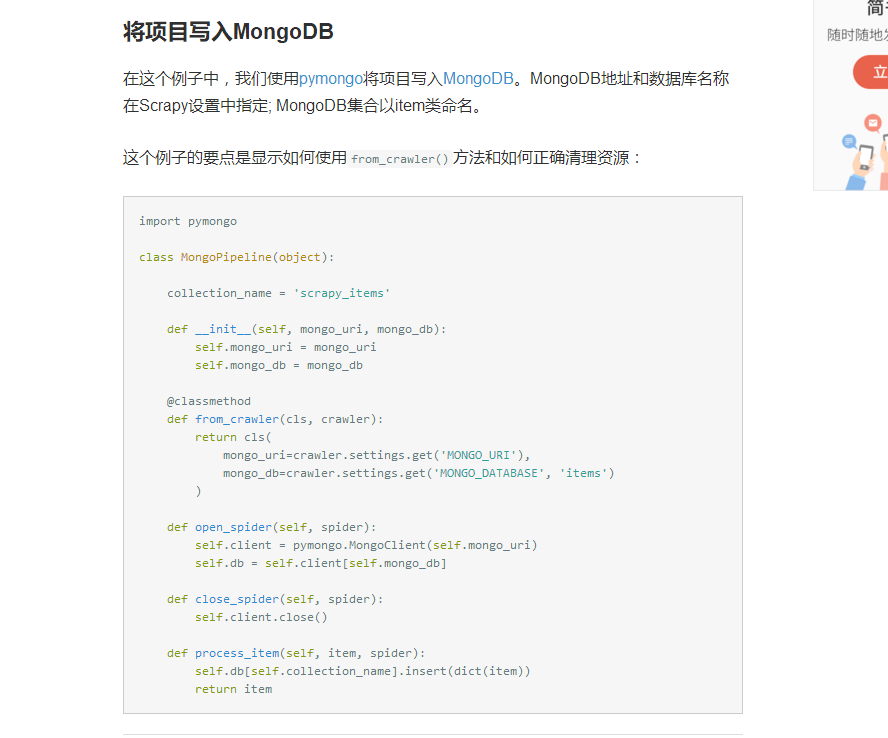 将项目写入MongoDB
在这个例子中，我们使用pymongo将项目写入MongoDB。MongoDB地址和数据库名称
在Scrapy设置中指定; MongoDB集合以item类命名。
这个例子的要点是显示如何使用 from_crawler() 方法和如何正确清理资源：
import pymongo
class MongoPipeline(object):
    collection_name = 'scrapy_items'
    def __init__(self, mongo_uri, mongo_db):
        self.mongo_uri = mongo_uri
        self.mongo_db = mongo_db
    @classmethod
    def from_crawler(cls, crawler):
        return cls(
            mongo_uri=crawler.settings.get('MONGO_URI'),
            mongo_db=crawler.settings.get('MONGO_DATABASE', 'items')
        )
    def open_spider(self, spider):
        self.client = pymongo.MongoClient(self.mongo_uri)
        self.db = self.client[self.mongo_db]
    def close_spider(self, spider):
        self.client.close()
    def process_item(self, item, spider):
        self.db[self.collection_name].insert(dict(item))
        return item
简
随时随地
立